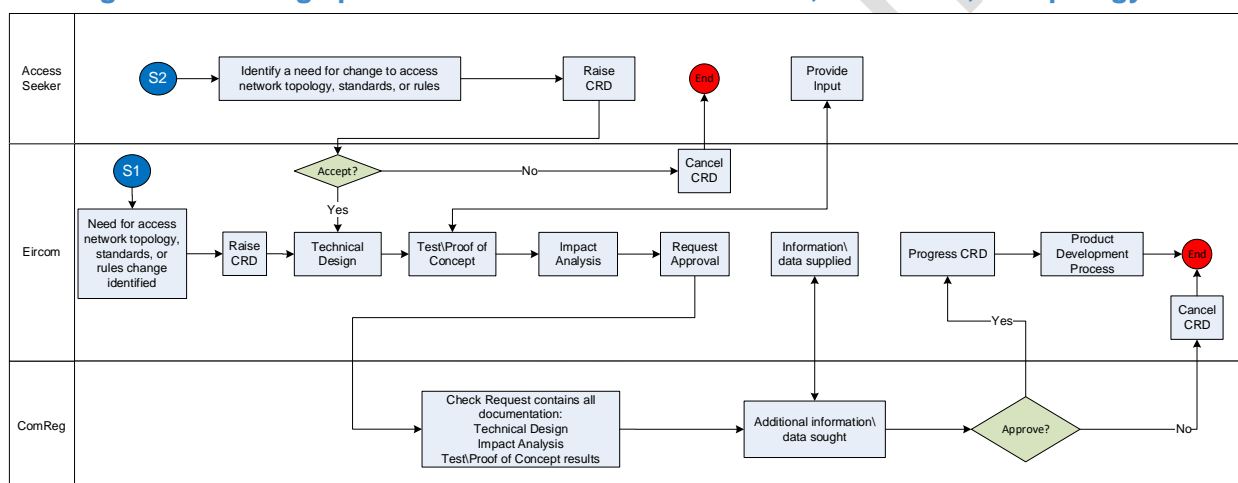 Access
Seeker
S2
Identify a need for change to access
network topology, standards, or rules
Raise
CRD
End
Provide
Input
Eircom
S1
Accept?
No
Cancel
CRD
Yes
Need for access
network topology,
standards, or
rules change
identified
Raise
CRD
Technical
Design
Test\Proof of
Concept
Impact
Analysis
Request
Approval
Information\
data supplied
Progress CRD
Product
Development
Process
End
Cancel
CRD
Yes
ComReg
Check Request contains all
documentation:
Technical Design
Impact Analysis
Test\Proof of Concept results
Additional information\
data sought
Approve?
No